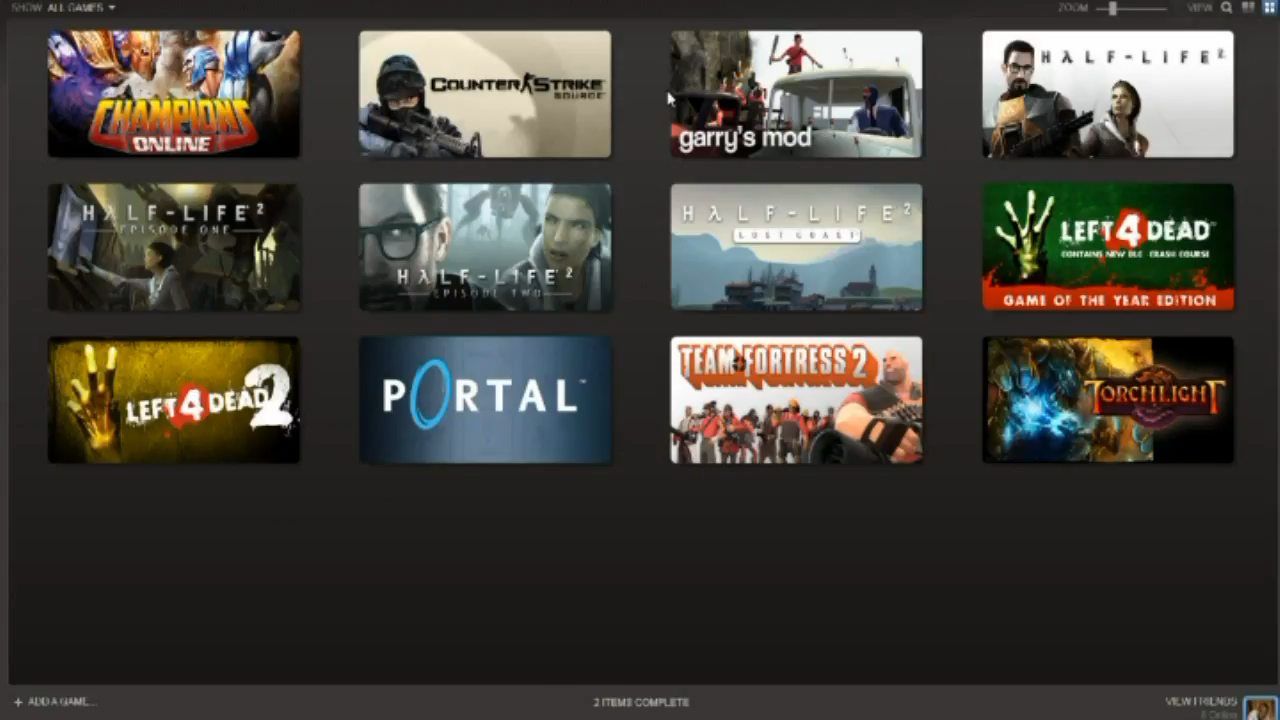 SHOW ALL GAMES
ZOOM
VIEW
CHAMPIONS
ONLINE
COUNTER STRIKE
SOURCE
garry's mod
HALF-LIFE 2
HALF-LIFE 2
EPISODE ONE
HALF-LIFE 2
EPISODE TWO
HALF-LIFE 2
LOST COAST
LEFT 4 DEAD
CONTAINS NEW DLC CRASH COURSE
GAME OF THE YEAR EDITION
LEFT 4 DEAD 2
PORTAL™
TEAM FORTRESS 2
TORCHLIGHT
+ ADD A GAME...
2 ITEMS COMPLETE
VIEW FRIENDS
Online